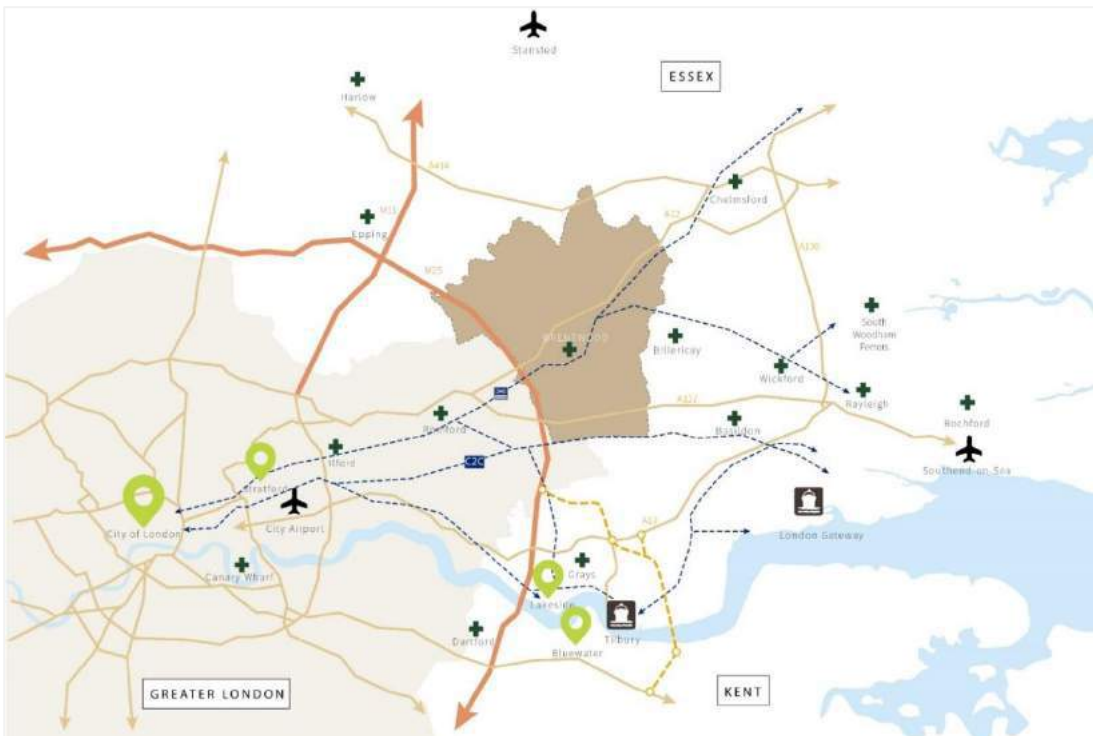 Stansted
ESSEX
Harlow
A414
Chelmsford
M11
A12
Epping
A130
M25
South
Woodham
Ferrers
BRENTWOOD
Billericay
Wickford
Rayleigh
A127
Rochford
Romford
Basildon
Ilford
C2C
Southend-on-Sea
Stratford
City of London
City Airport
A13
London Gateway
Canary Wharf
Grays
Lakeside
Dartford
Tilbury
Bluewater
GREATER LONDON
KENT